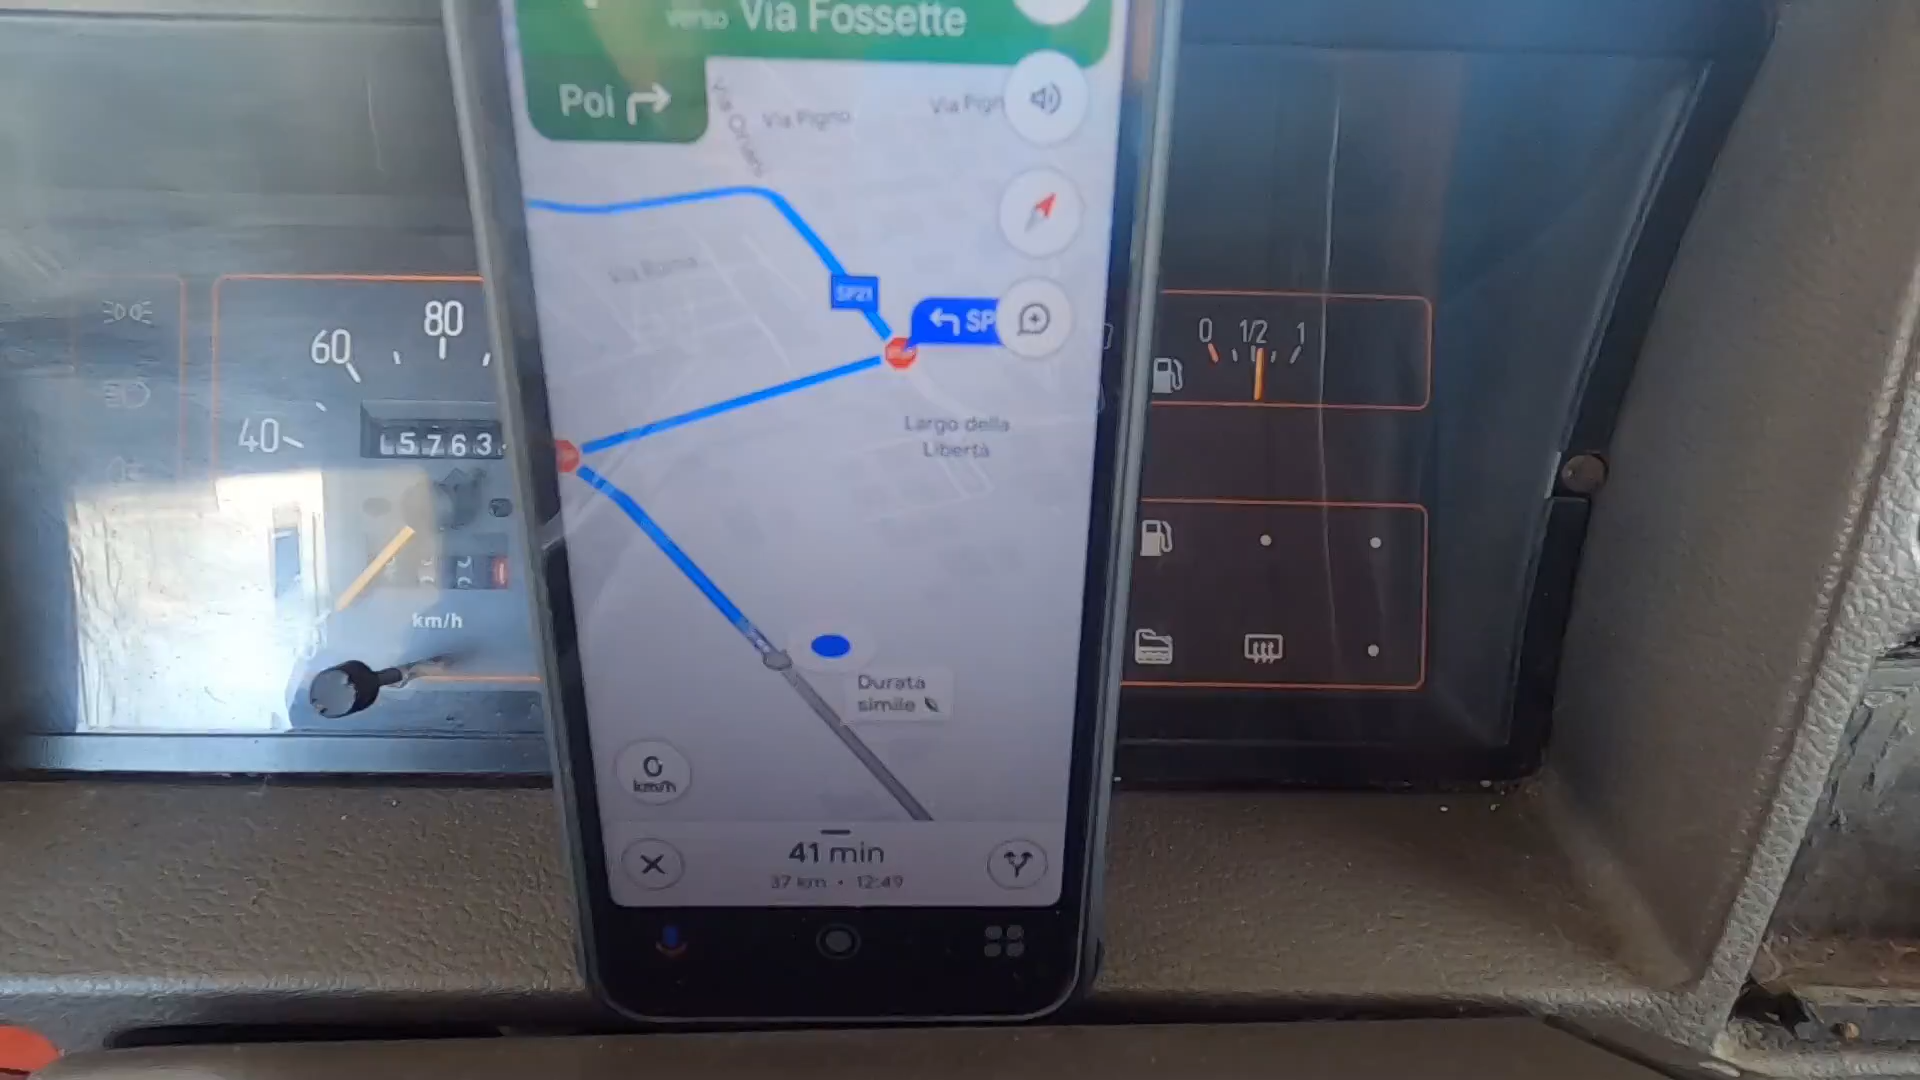 verso Via Fossette
Poi
Via Pigno
Via Pign
Via Roma
SP21
SP
Largo della
Libertà
Durata
simile
0
km/h
41 min
37 km • 12:49
40
60
80
5763
km/h
0 1/2 1